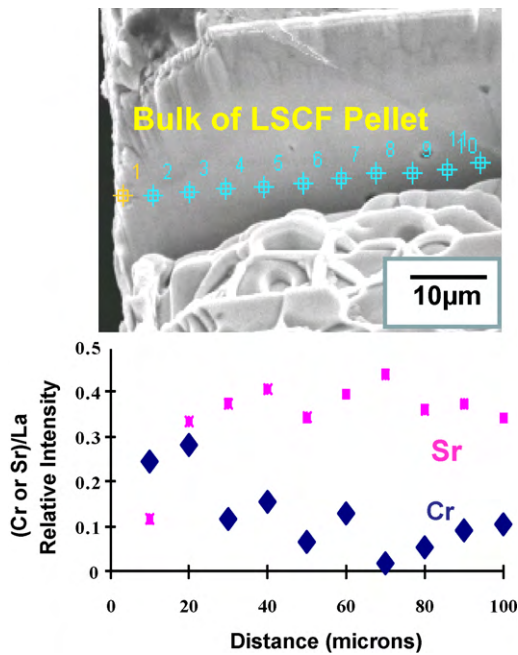 Bulk of LSCF Pellet
1 2 3 4 5 6 7 8 9 11 10
10µm
0.5
0.4
0.3
0.2
0.1
0
(Cr or Sr)/La
Relative Intensity
Sr
Cr
0 20 40 60 80 100
Distance (microns)